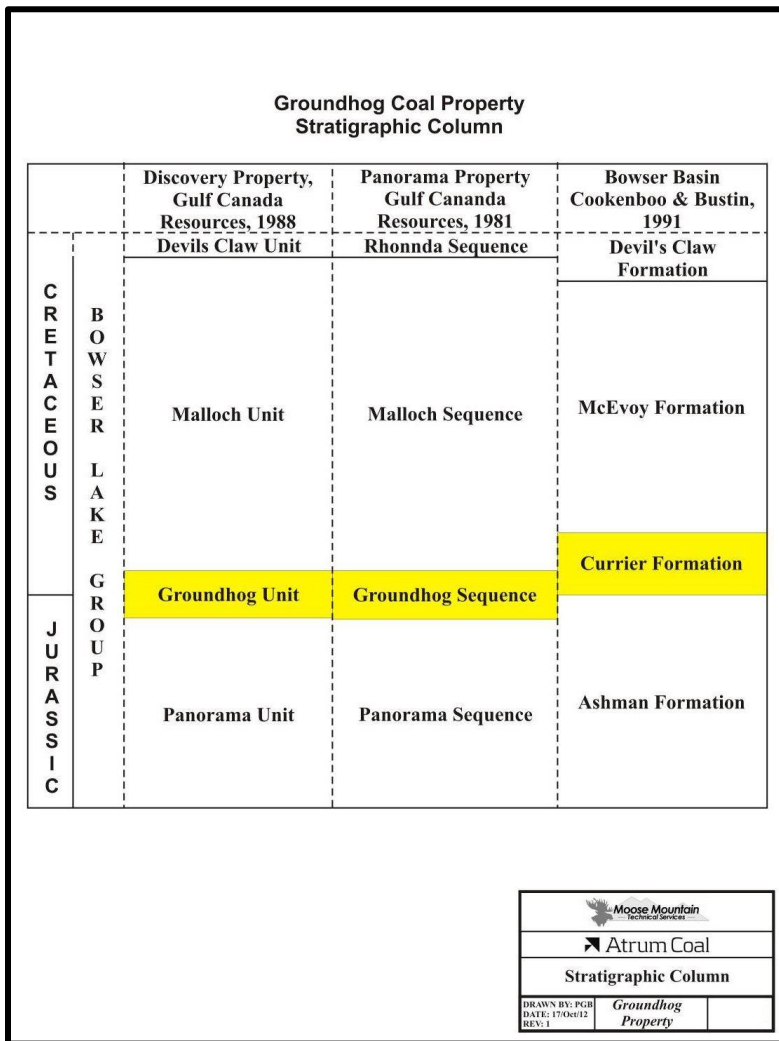 Groundhog Coal Property
Stratigraphic Column
Discovery Property,
Gulf Canada
Resources, 1988
Panorama Property
Gulf Cananda
Resources, 1981
Bowser Basin
Cookenboo & Bustin,
1991
Devils Claw Unit
Rhonnda Sequence
Devil's Claw
Formation
CRETACEOUS
BOWSER LAKE GROUP
Malloch Unit
Malloch Sequence
McEvoy Formation
Currier Formation
Groundhog Unit
Groundhog Sequence
JURASSIC
Panorama Unit
Panorama Sequence
Ashman Formation
Moose Mountain
Technical Services
Atrum Coal
Stratigraphic Column
DRAWN BY: PGB
DATE: 17/Oct/12
REV: 1
Groundhog
Property